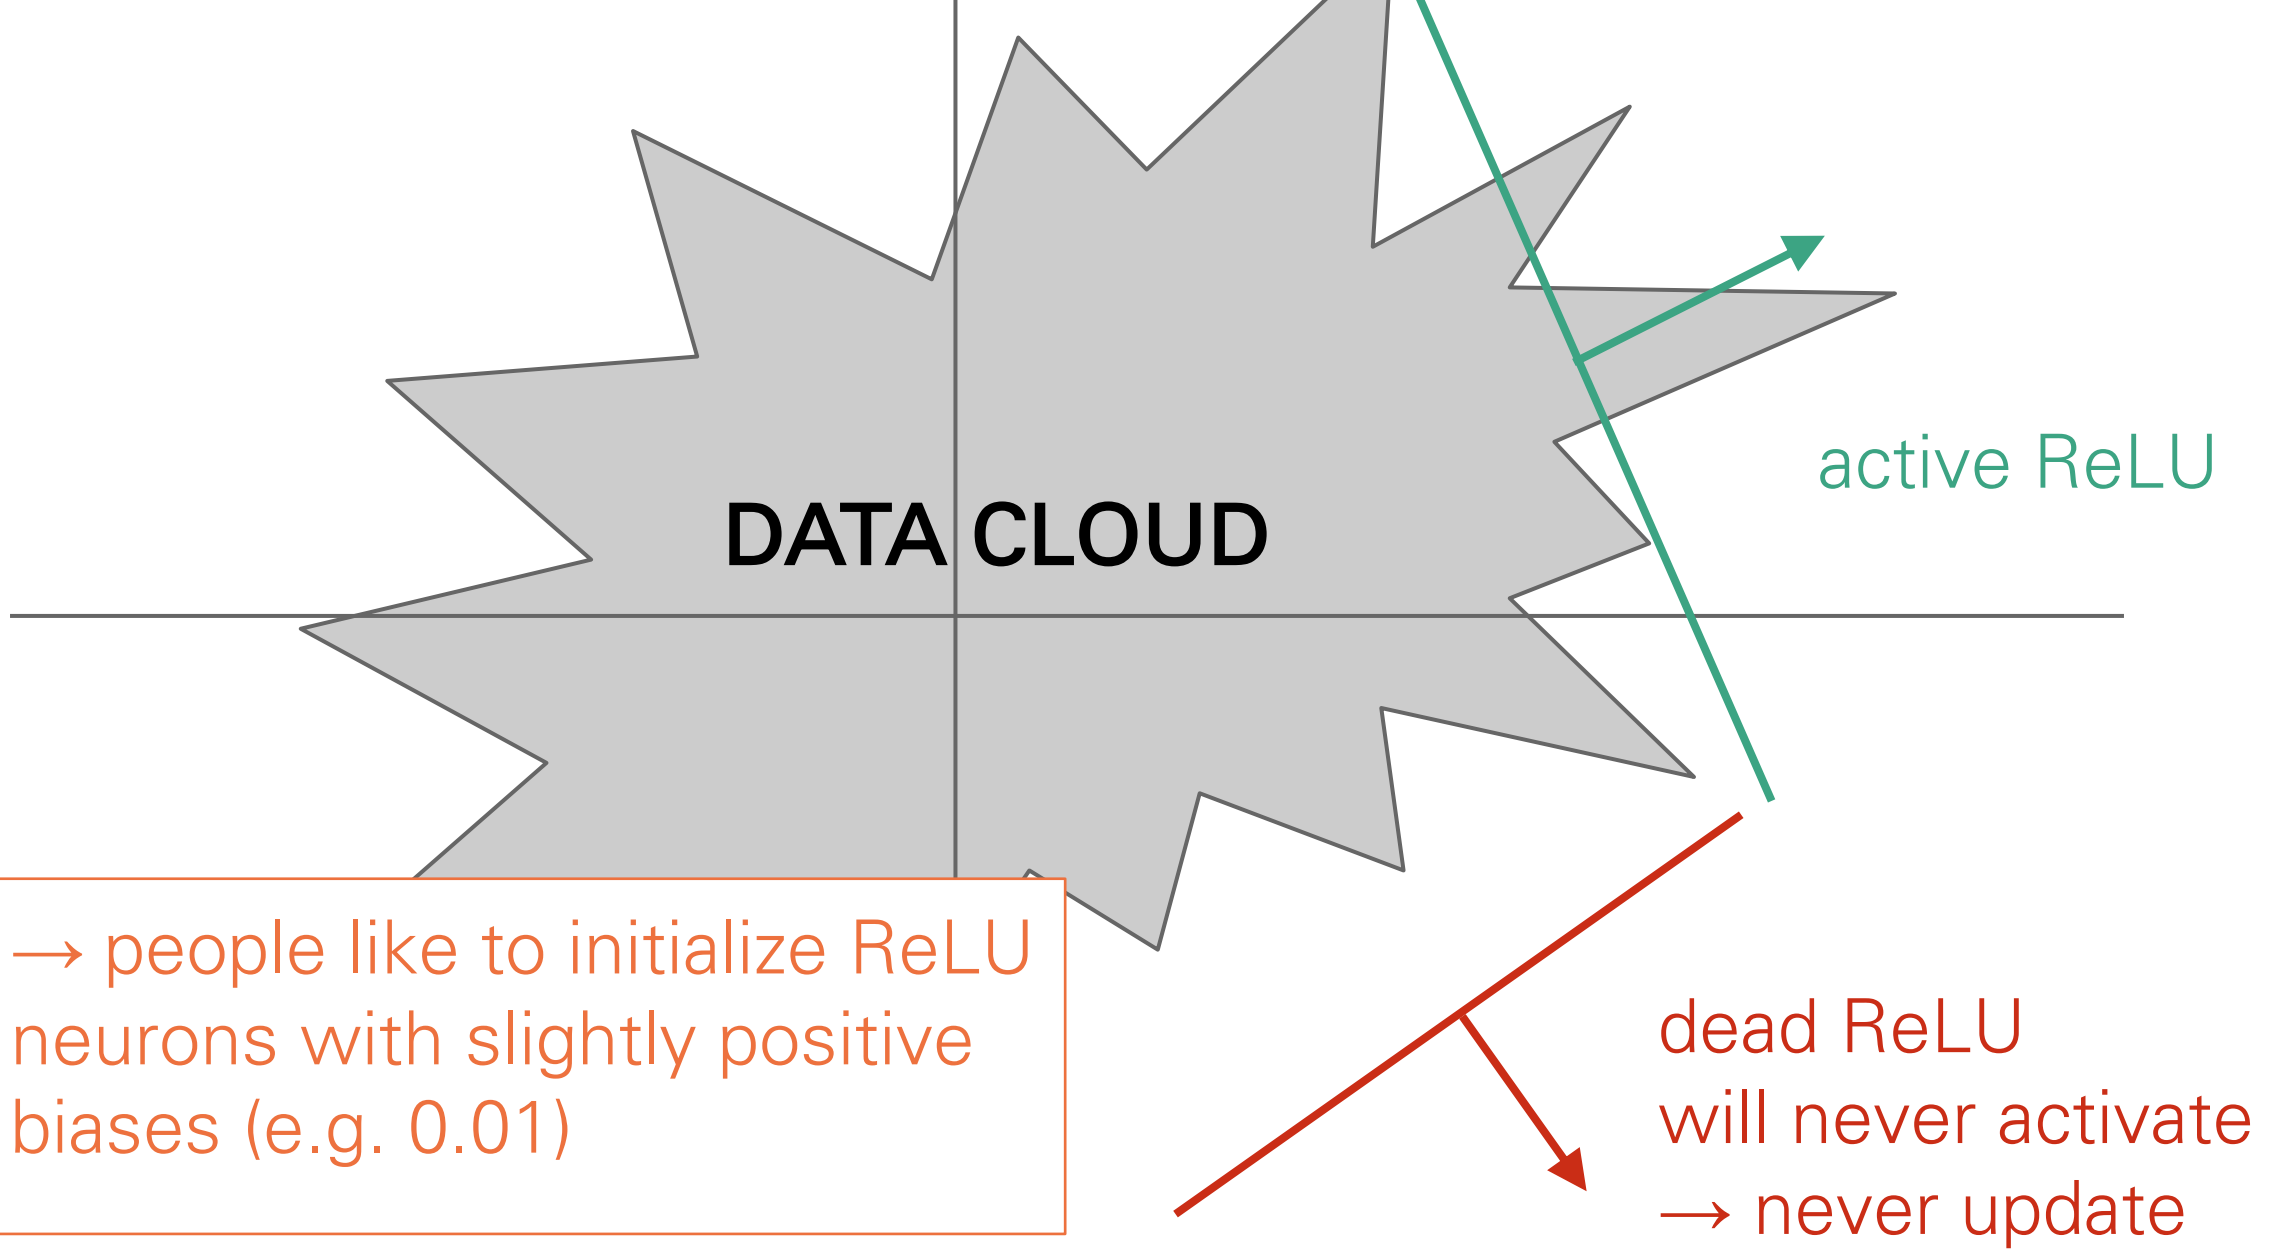 active ReLU
DATA CLOUD
→ people like to initialize ReLU
neurons with slightly positive
biases (e.g. 0.01)
dead ReLU
will never activate
→ never update